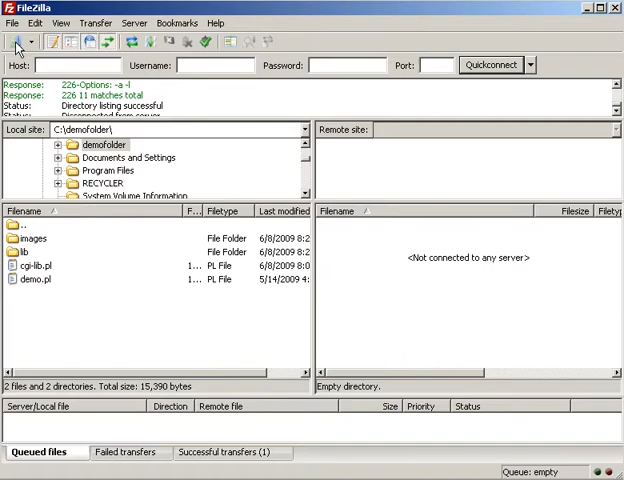 FileZilla
File Edit View Transfer Server Bookmarks Help
Host: Username: Password: Port: Quickconnect
Response: 226-Options: -a -l
Response: 226 11 matches total
Status: Directory listing successful
Status: Disconnected from server
Local site: C:\demofolder\ Remote site:
demofolder
Documents and Settings
Program Files
RECYCLER
System Volume Information
Filename F... Filetype Last modified Filename Filesize Filety
..
images File Folder 6/8/2009 8:2
lib File Folder 6/8/2009 8:2
cgi-lib.pl 1... PL File 6/8/2009 8:0
demo.pl 1... PL File 5/14/2009 4:
<Not connected to any server>
2 files and 2 directories. Total size: 15,390 bytes Empty directory.
Server/Local file Direction Remote file Size Priority Status
Queued files Failed transfers Successful transfers (1)
Queue: empty